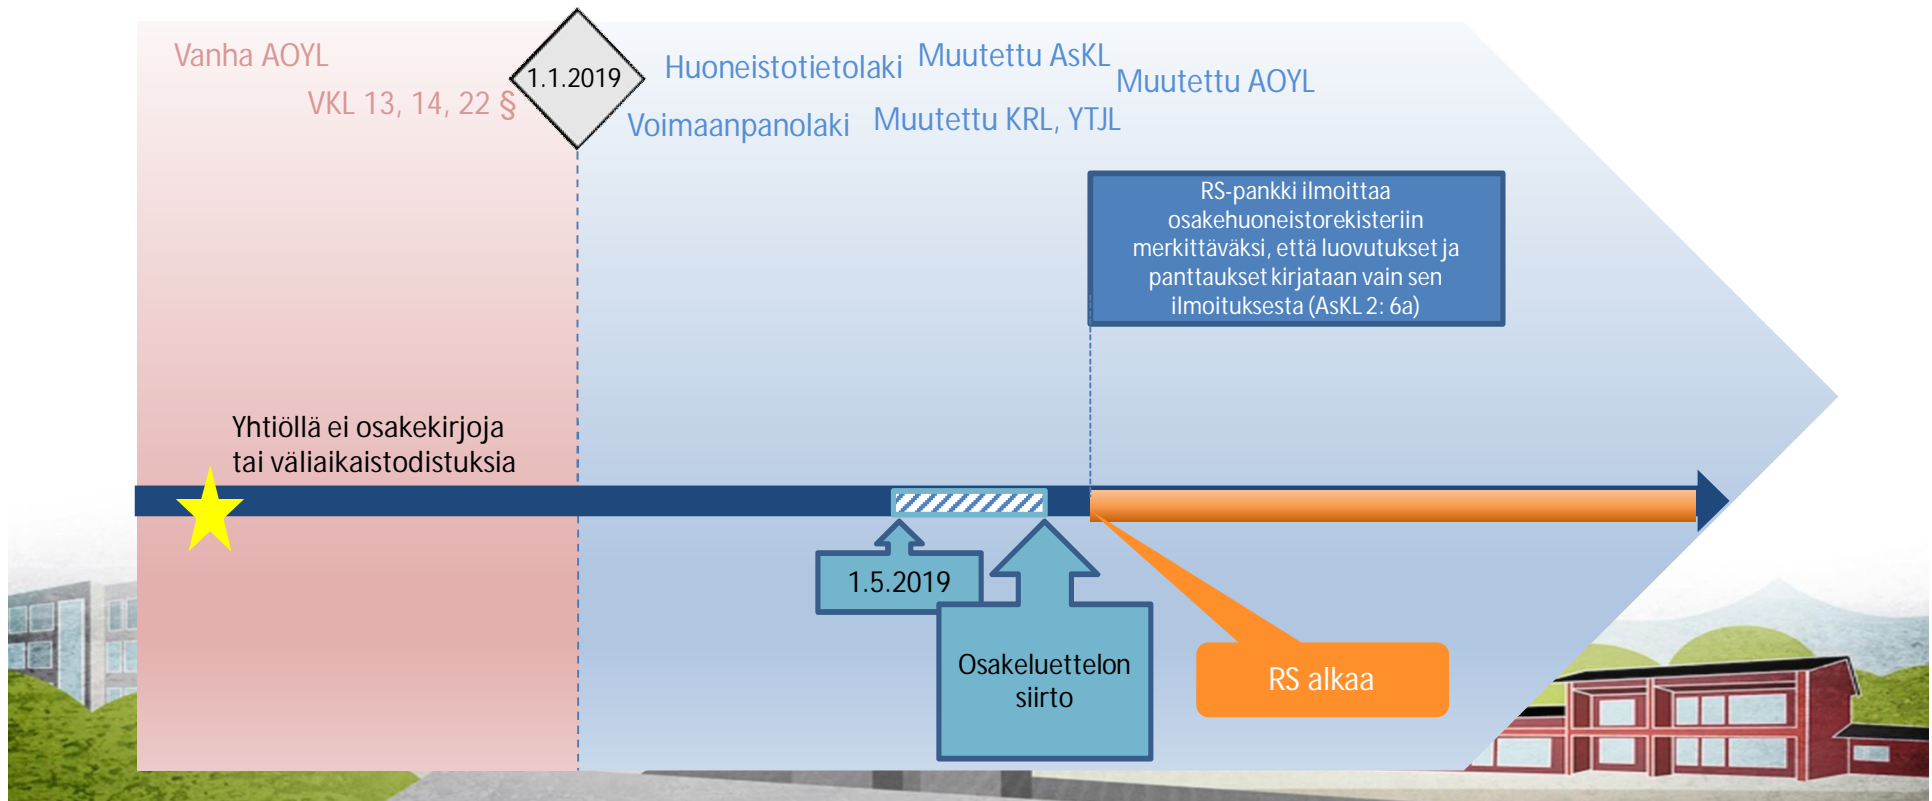 Vanha AOYL
VKL 13, 14, 22 §
1.1.2019
Huoneistotietolaki
Muutettu AsKL
Muutettu AOYL
Voimaanpanolaki
Muutettu KRL, YTJL
RS-pankki ilmoittaa
osakehuoneistorekisteriin
merkittäväksi, että luovutukset ja
panttaukset kirjataan vain sen
ilmoituksesta (AsKL 2: 6a)
Yhtiöllä ei osakekirjoja
tai väliaikaistodistuksia
1.5.2019
Osakeluettelon
siirto
RS alkaa